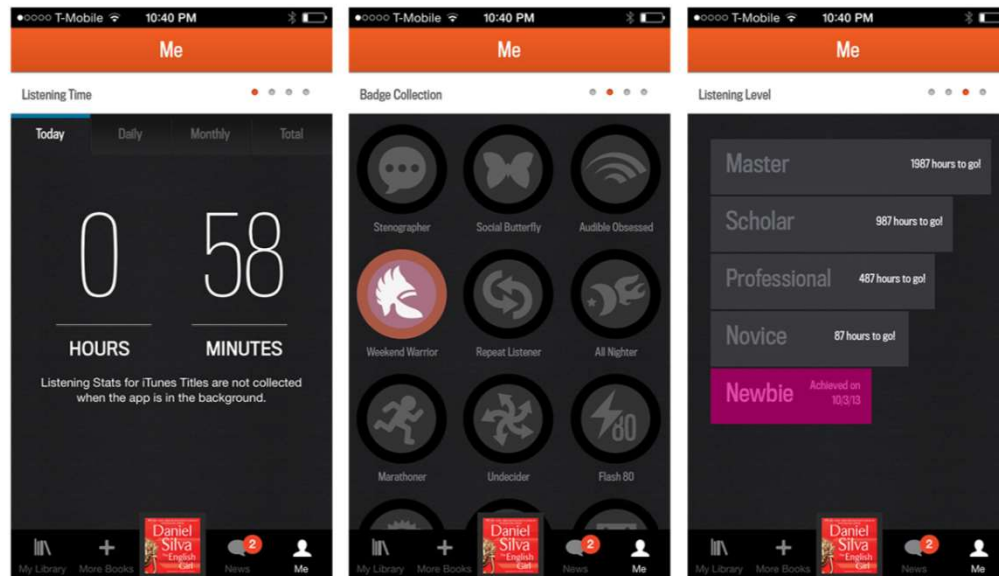 T-Mobile 10:40 PM
Me
Listening Time
Today Daily Monthly Total
0 58
HOURS MINUTES
Listening Stats for iTunes Titles are not collected
when the app is in the background.
Daniel
Silva
The English
Girl
2
My Library More Books News Me
T-Mobile 10:40 PM
Me
Badge Collection
Stenographer Social Butterfly Audible Obsessed
Weekend Warrior Repeat Listener All Nighter
80
Marathoner Undecider Flash 80
Daniel
Silva
The English
Girl
2
My Library More Books News Me
T-Mobile 10:40 PM
Me
Listening Level
Master 1987 hours to go!
Scholar 987 hours to go!
Professional 487 hours to go!
Novice 87 hours to go!
Newbie Achieved on
10/3/13
Daniel
Silva
The English
Girl
2
My Library More Books News Me